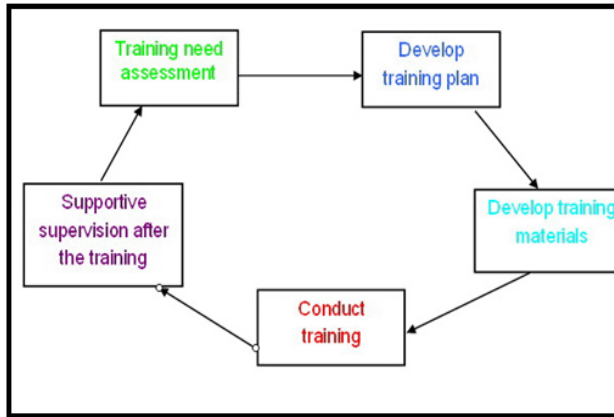 Training need
assessment
Develop
training plan
Develop training
materials
Conduct
training
Supportive
supervision after
the training